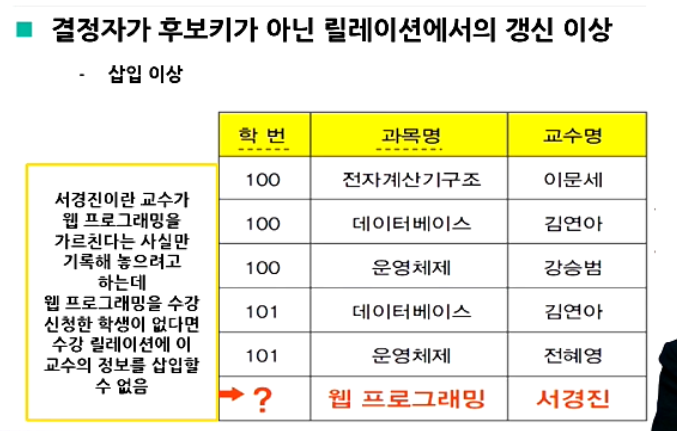 결정자가 후보키가 아닌 릴레이션에서의 갱신 이상
- 삽입 이상
서경진이란 교수가
웹 프로그래밍을
가르친다는 사실만
기록해 놓으려고
하는데
웹 프로그래밍을 수강
신청한 학생이 없다면
수강 릴레이션에 이
교수의 정보를 삽입할
수 없음
학 번 과목명 교수명
100 전자계산기구조 이문세
100 데이터베이스 김연아
100 운영체제 강승범
101 데이터베이스 김연아
101 운영체제 전혜영
? 웹 프로그래밍 서경진